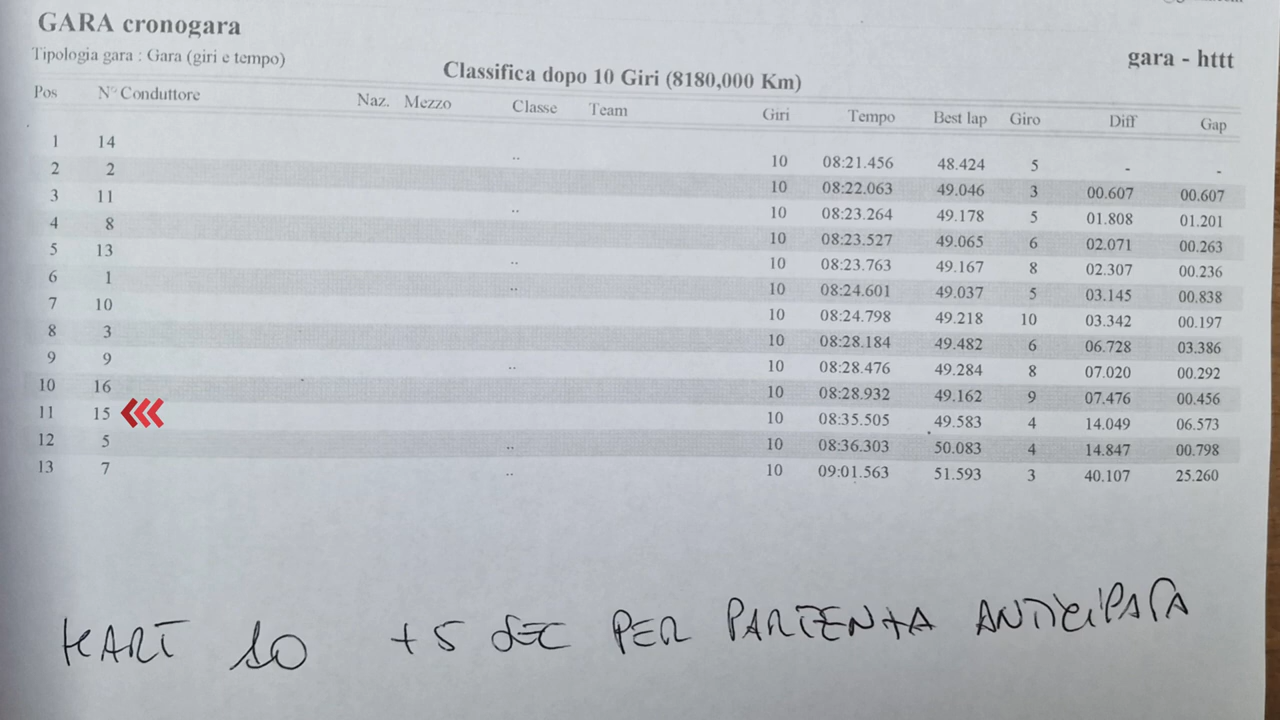 GARA cronogara
Tipologia gara : Gara (giri e tempo)
gara - httt
Classifica dopo 10 Giri (8180,000 Km)
Pos N° Conduttore Naz. Mezzo Classe Team Giri Tempo Best lap Giro Diff Gap
1 14 .. 10 08:21.456 48.424 5 - -
2 2 10 08:22.063 49.046 3 00.607 00.607
3 11 .. 10 08:23.264 49.178 5 01.808 01.201
4 8 10 08:23.527 49.065 6 02.071 00.263
5 13 .. 10 08:23.763 49.167 8 02.307 00.236
6 1 .. 10 08:24.601 49.037 5 03.145 00.838
7 10 10 08:24.798 49.218 10 03.342 00.197
8 3 10 08:28.184 49.482 6 06.728 03.386
9 9 .. 10 08:28.476 49.284 8 07.020 00.292
10 16 10 08:28.932 49.162 9 07.476 00.456
11 15 10 08:35.505 49.583 4 14.049 06.573
12 5 .. 10 08:36.303 50.083 4 14.847 00.798
13 7 .. 10 09:01.563 51.593 3 40.107 25.260
KART 10 +5 SEC PER PARTENZA ANTICIPATA